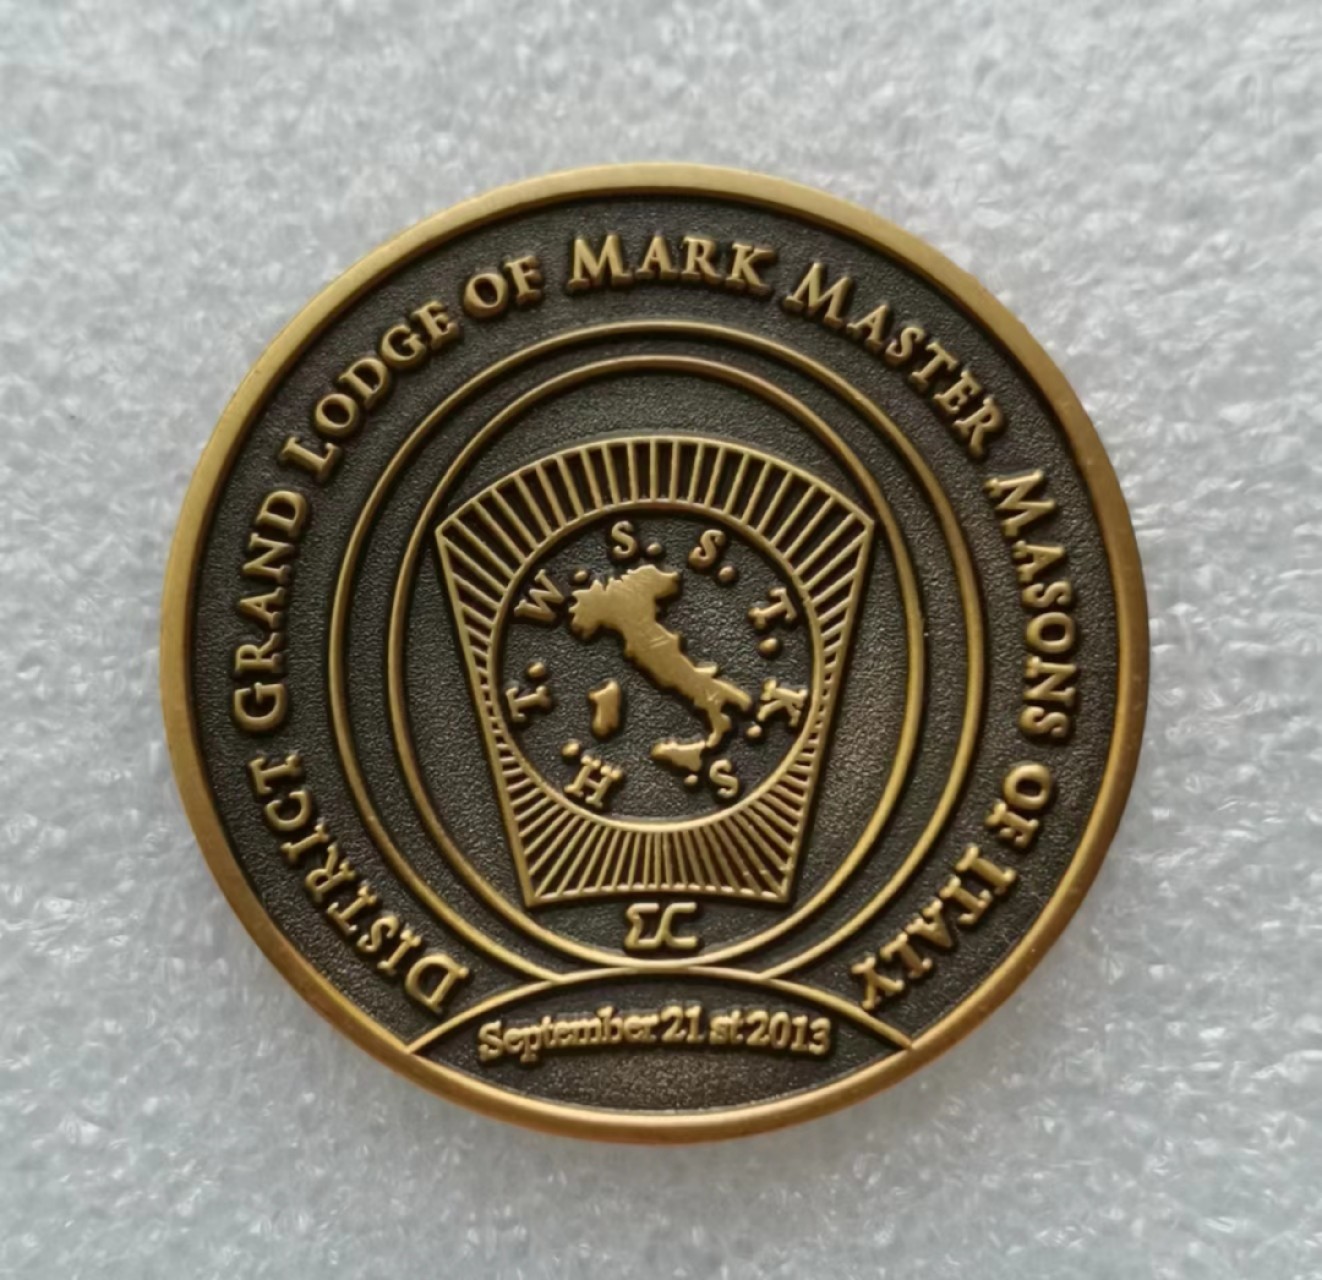 DISTRICT GRAND LODGE OF MARK MASTER MASONS OF ITALY
H. T. W. S. S. T. K. S.
September 21 st 2013